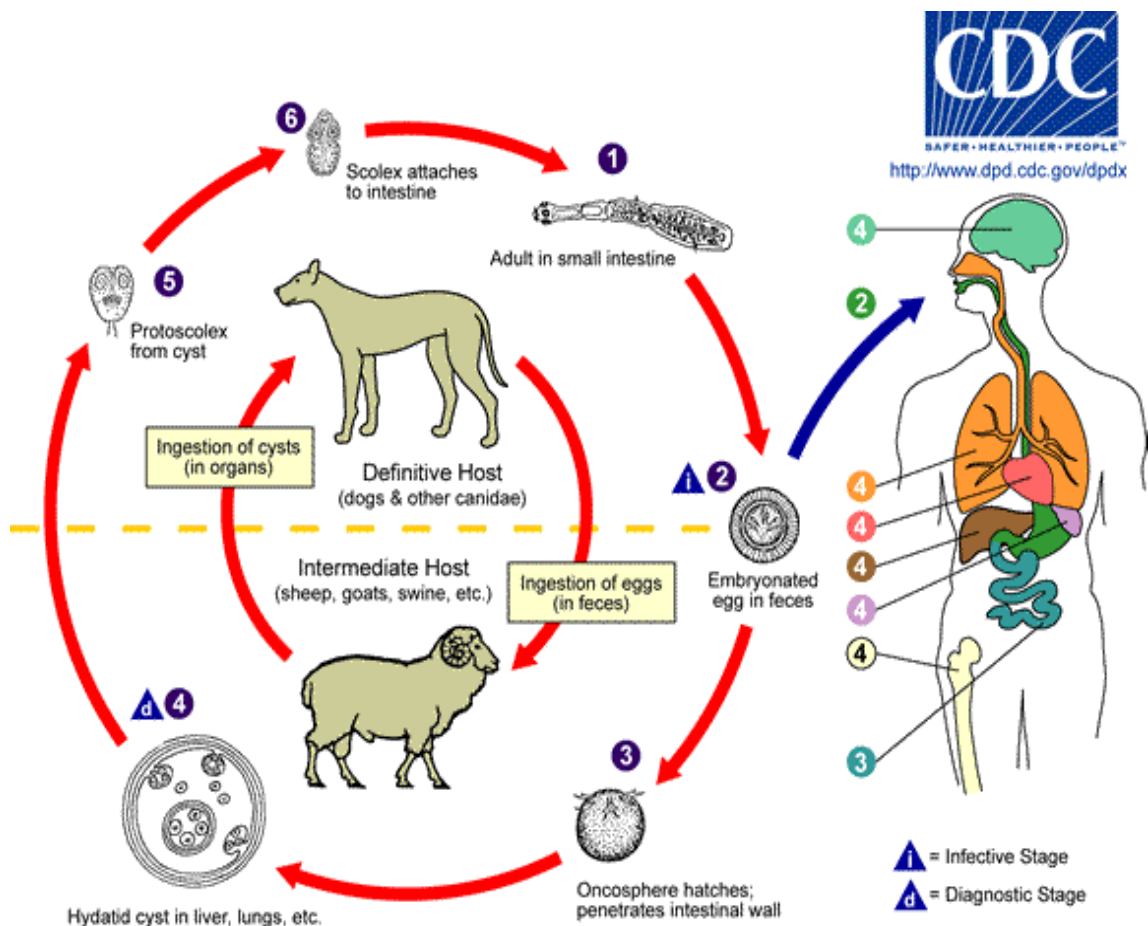 CDC
SAFER•HEALTHIER•PEOPLE™
http://www.dpd.cdc.gov/dpdx
6
Scolex attaches
to intestine
1
Adult in small intestine
5
Protoscolex
from cyst
Ingestion of cysts
(in organs)
Definitive Host
(dogs & other canidae)
i 2
Embryonated
egg in feces
Intermediate Host
(sheep, goats, swine, etc.)
Ingestion of eggs
(in feces)
d 4
Hydatid cyst in liver, lungs, etc.
3
Oncosphere hatches;
penetrates intestinal wall
4
2
4
4
4
4
4
3
i = Infective Stage
d = Diagnostic Stage